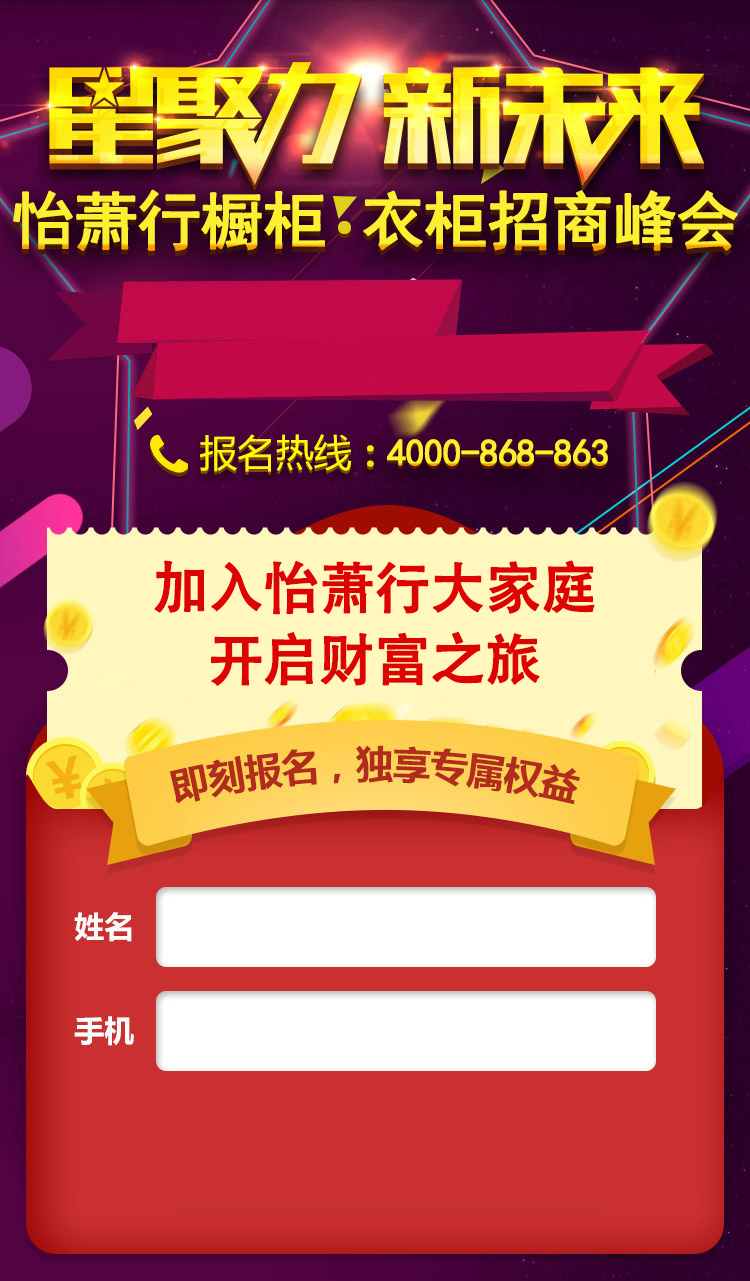 星聚力 新未来
怡萧行橱柜·衣柜招商峰会
报名热线：4000-868-863
加入怡萧行大家庭
开启财富之旅
即刻报名，独享专属权益
姓名
手机